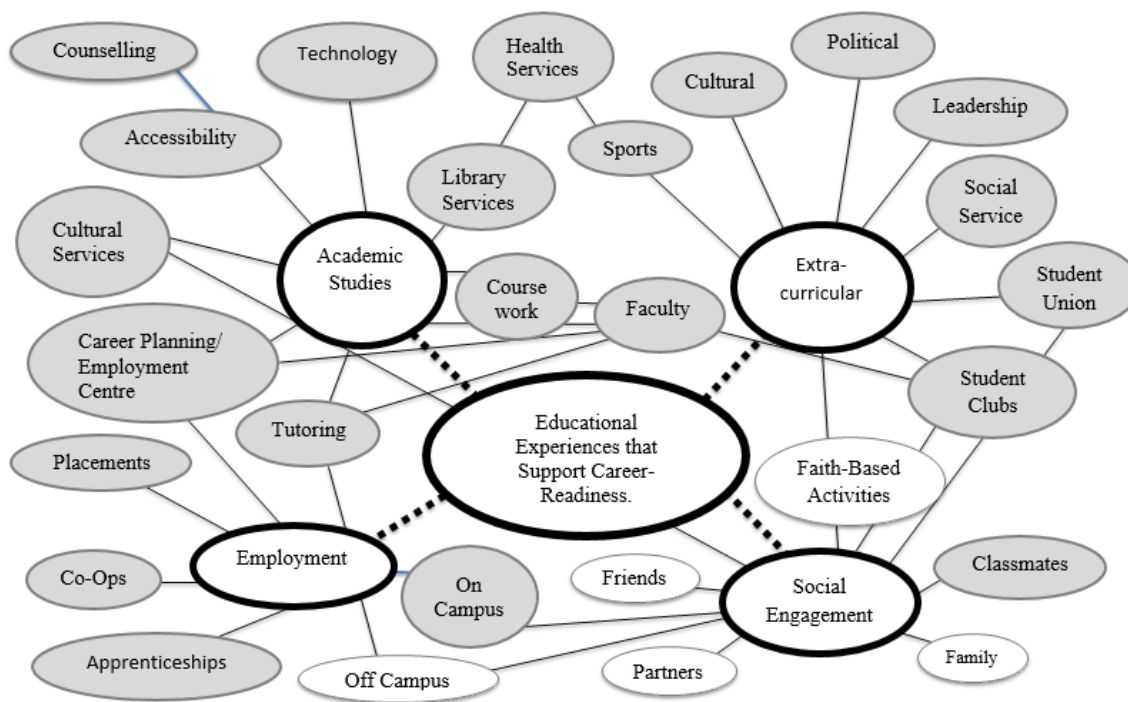 Counselling
Technology
Health
Services
Cultural
Political
Leadership
Accessibility
Sports
Library
Services
Social
Service
Cultural
Services
Academic
Studies
Extra-
curricular
Student
Union
Course
work
Faculty
Career Planning/
Employment
Centre
Student
Clubs
Tutoring
Educational
Experiences that
Support Career-
Readiness.
Placements
Faith-Based
Activities
Employment
Co-Ops
On
Campus
Friends
Social
Engagement
Classmates
Apprenticeships
Off Campus
Partners
Family